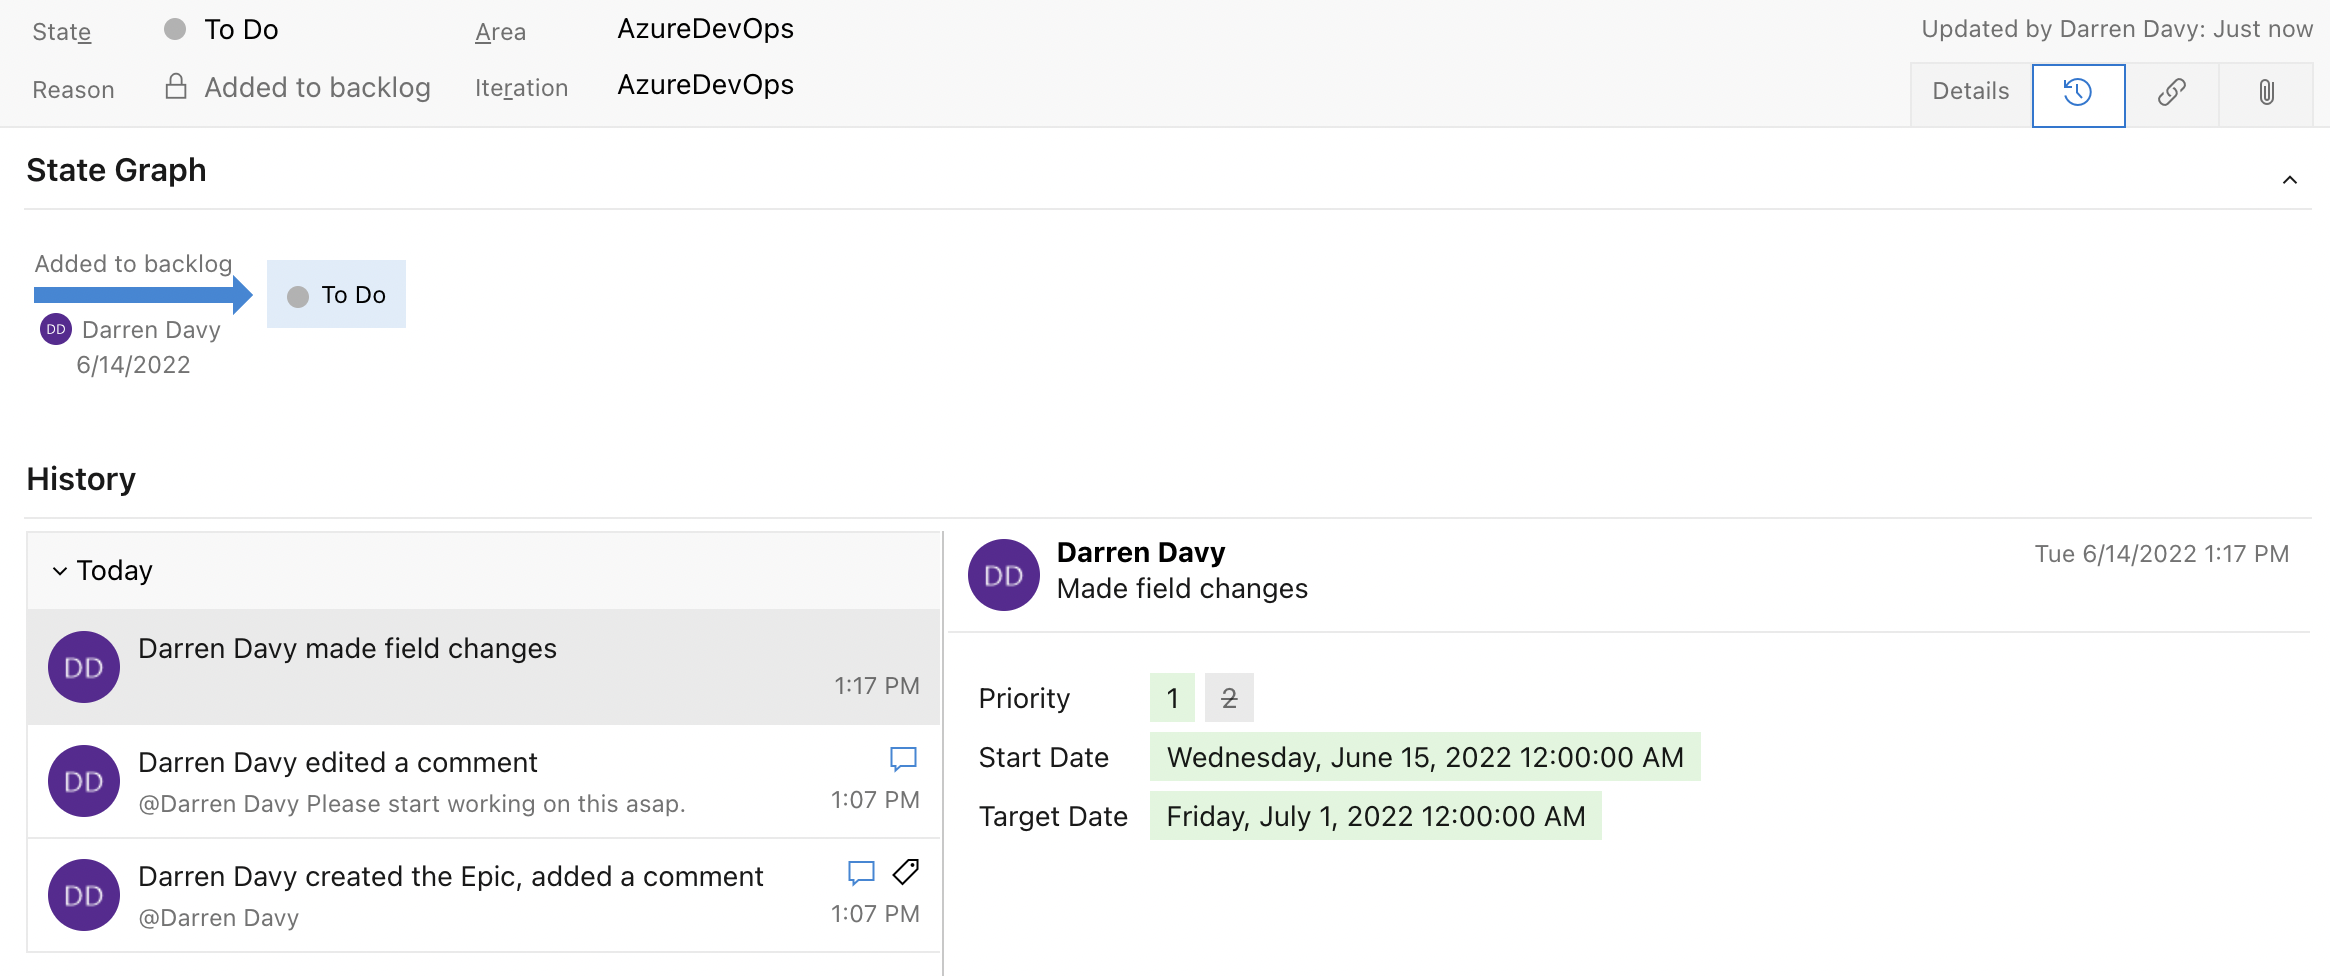 State To Do Area AzureDevOps Updated by Darren Davy: Just now
Reason Added to backlog Iteration AzureDevOps Details
State Graph
Added to backlog
To Do
DD Darren Davy
6/14/2022
History
Today
DD Darren Davy made field changes
1:17 PM
DD Darren Davy edited a comment
@Darren Davy Please start working on this asap. 1:07 PM
DD Darren Davy created the Epic, added a comment
@Darren Davy 1:07 PM
DD Darren Davy Tue 6/14/2022 1:17 PM
Made field changes
Priority 1 2
Start Date Wednesday, June 15, 2022 12:00:00 AM
Target Date Friday, July 1, 2022 12:00:00 AM